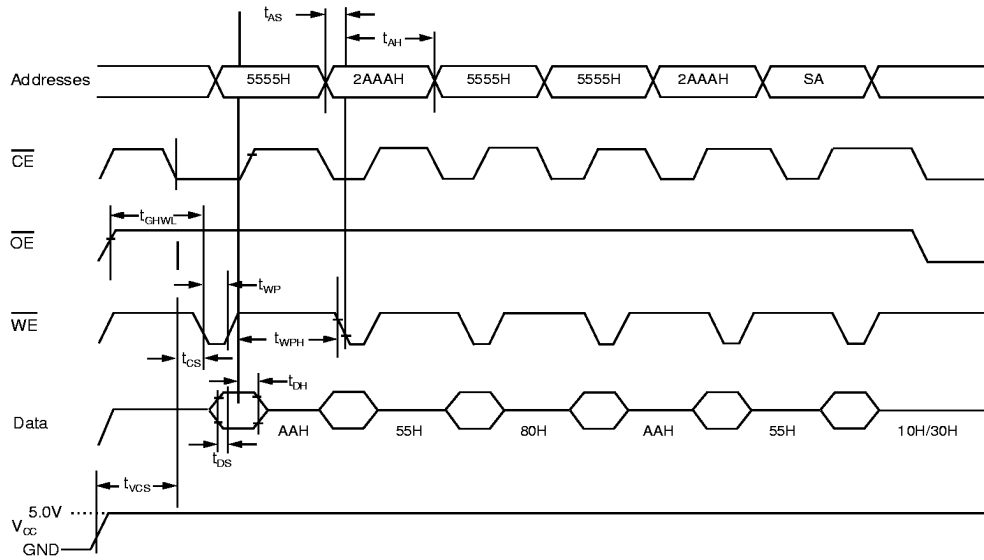 tAS
tAH
Addresses 5555H 2AAAH 5555H 5555H 2AAAH SA
CE
tGHWL
OE
tWP
WE
tWPH
tCS
tDH
Data AAH 55H 80H AAH 55H 10H/30H
tDS
tVCS
5.0V
VCC
GND